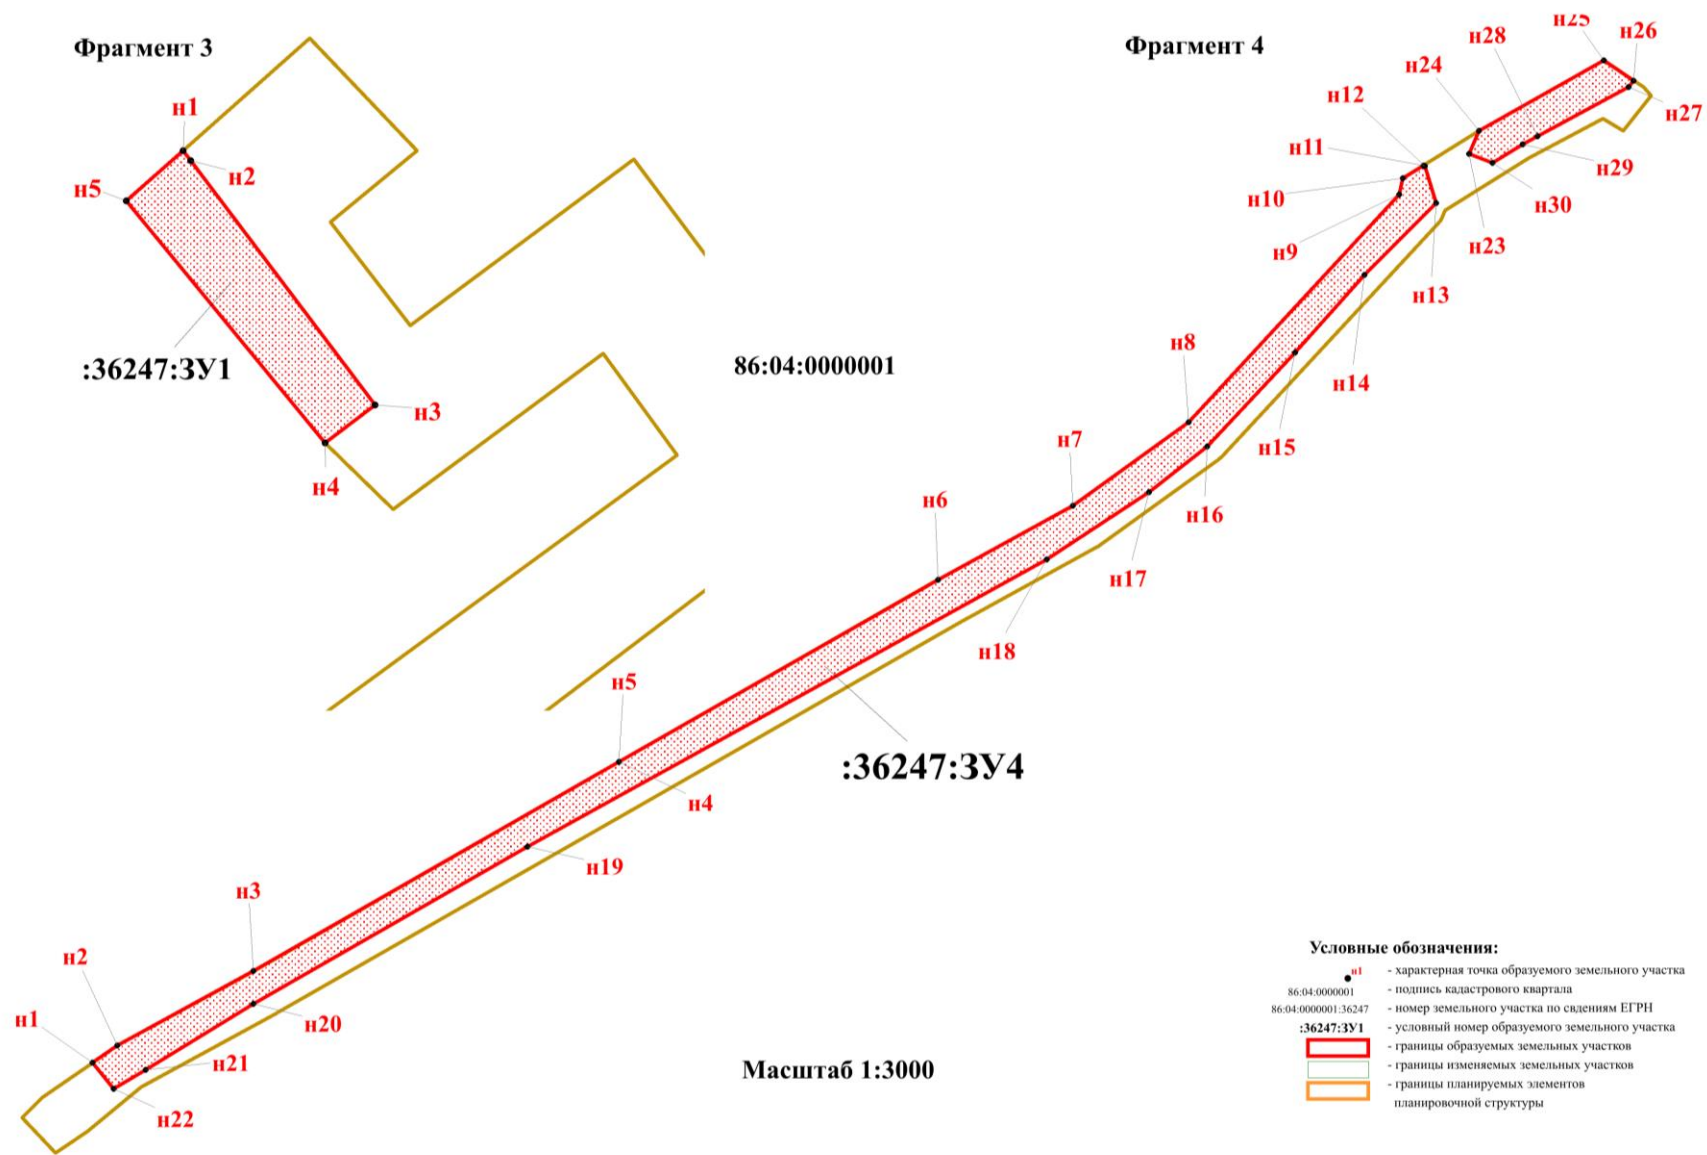 Фрагмент 3
н1
н2
н5
:36247:ЗУ1
н3
н4
Фрагмент 4
н25
н26
н28
н24
н27
н12
н11
н29
н10
н30
н23
н9
н13
86:04:0000001
н8
н14
н7
н15
н6
н16
н17
н18
н5
:36247:ЗУ4
н4
н19
н3
н2
н1
н20
н21
н22
Масштаб 1:3000
Условные обозначения:
н1 - характерная точка образуемого земельного участка
86:04:0000001 - подпись кадастрового квартала
86:04:0000001:36247 - номер земельного участка по свдениям ЕГРН
:36247:ЗУ1 - условный номер образуемого земельного участка
- границы образуемых земельных участков
- границы изменяемых земельных участков
- границы планируемых элементов
планировочной структуры